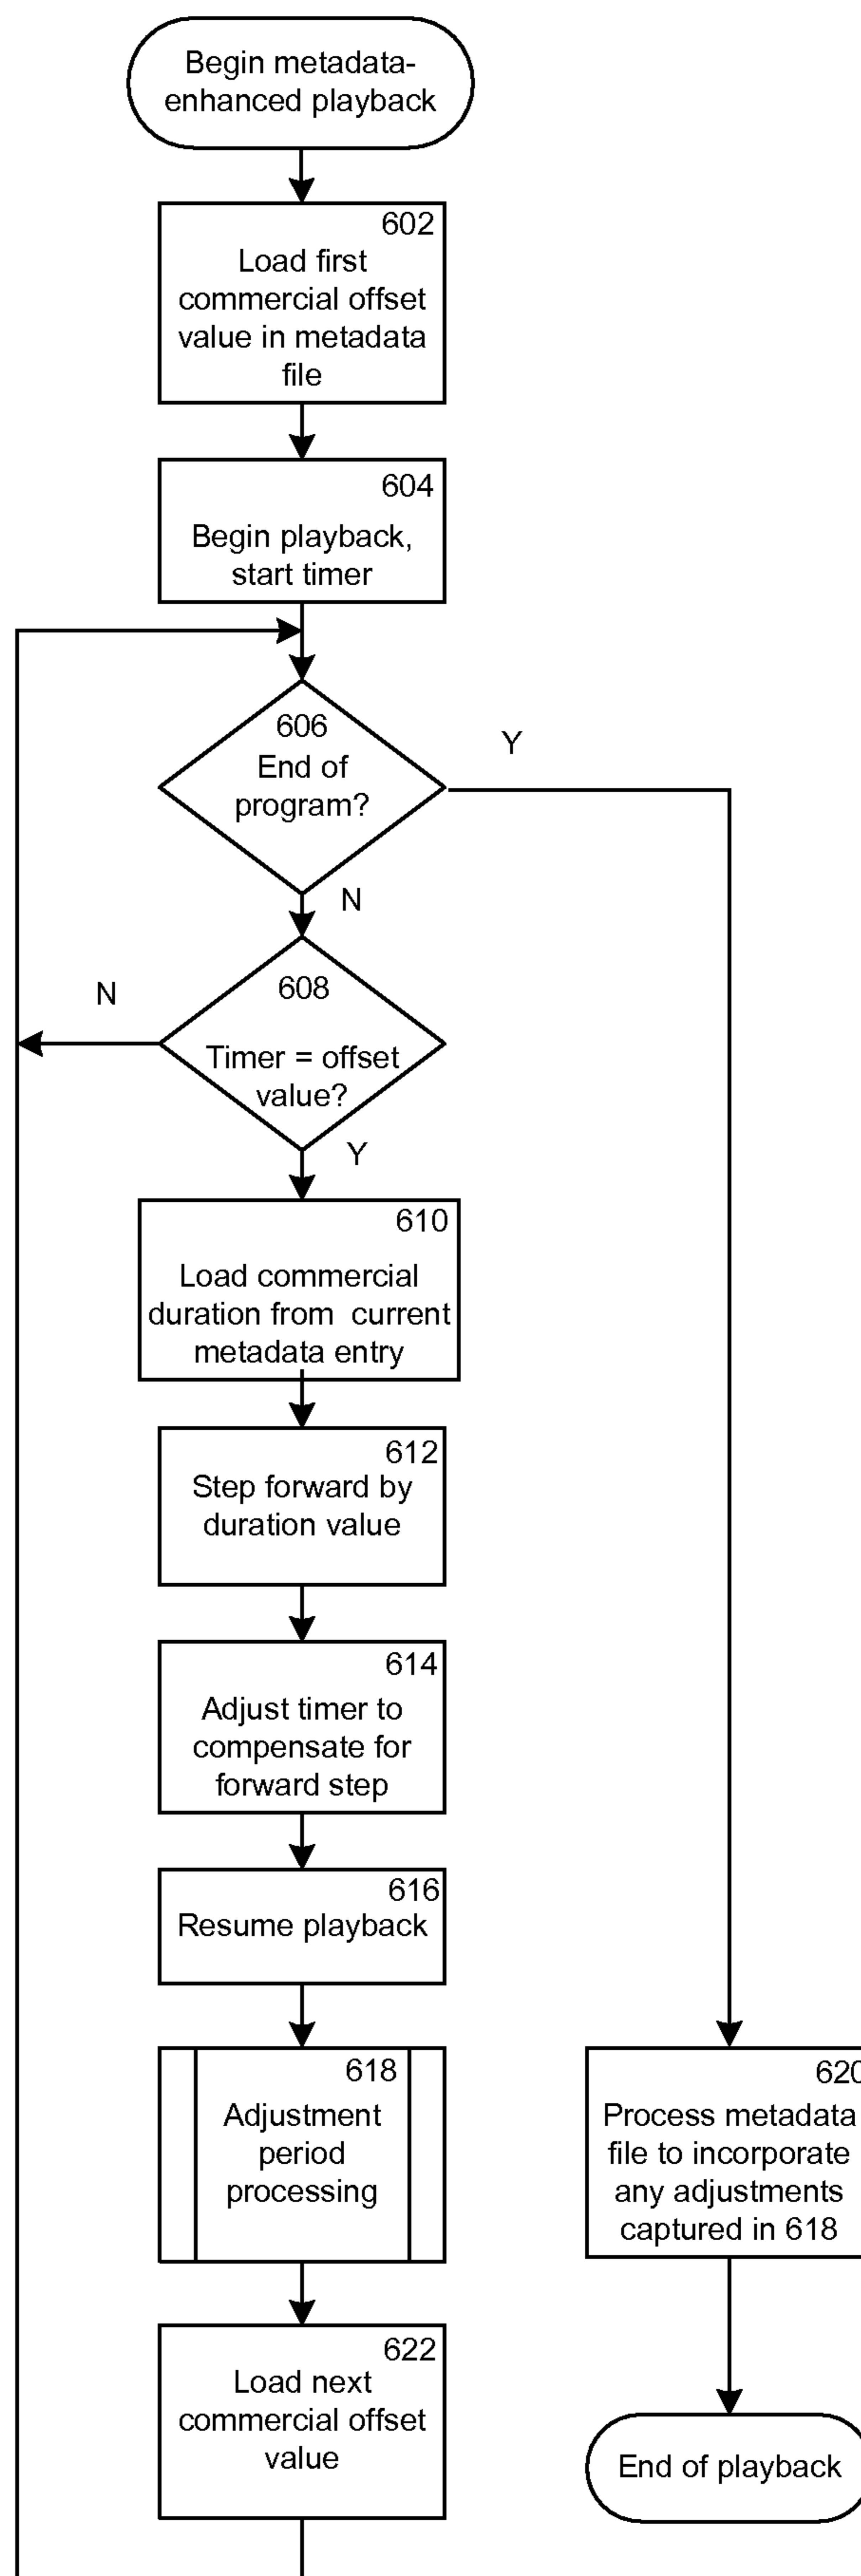 Begin metadata-
enhanced playback
602
Load first
commercial offset
value in metadata
file
604
Begin playback,
start timer
606
End of
program?
Y
N
608
Timer = offset
value?
N
Y
610
Load commercial
duration from current
metadata entry
612
Step forward by
duration value
614
Adjust timer to
compensate for
forward step
616
Resume playback
618
Adjustment
period
processing
620
Process metadata
file to incorporate
any adjustments
captured in 618
622
Load next
commercial offset
value
End of playback